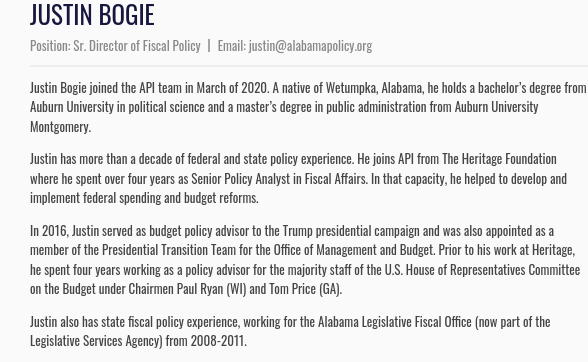 JUSTIN BOGIE
Position: Sr. Director of Fiscal Policy | Email: justin@alabamapolicy.org
Justin Bogie joined the API team in March of 2020. A native of Wetumpka, Alabama, he holds a bachelor's degree from
Auburn University in political science and a master's degree in public administration from Auburn University
Montgomery.
Justin has more than a decade of federal and state policy experience. He joins API from The Heritage Foundation
where he spent over four years as Senior Policy Analyst in Fiscal Affairs. In that capacity, he helped to develop and
implement federal spending and budget reforms.
In 2016, Justin served as budget policy advisor to the Trump presidential campaign and was also appointed as a
member of the Presidential Transition Team for the Office of Management and Budget. Prior to his work at Heritage,
he spent four years working as a policy advisor for the majority staff of the U.S. House of Representatives Committee
on the Budget under Chairmen Paul Ryan (WI) and Tom Price (GA).
Justin also has state fiscal policy experience, working for the Alabama Legislative Fiscal Office (now part of the
Legislative Services Agency) from 2008-2011.